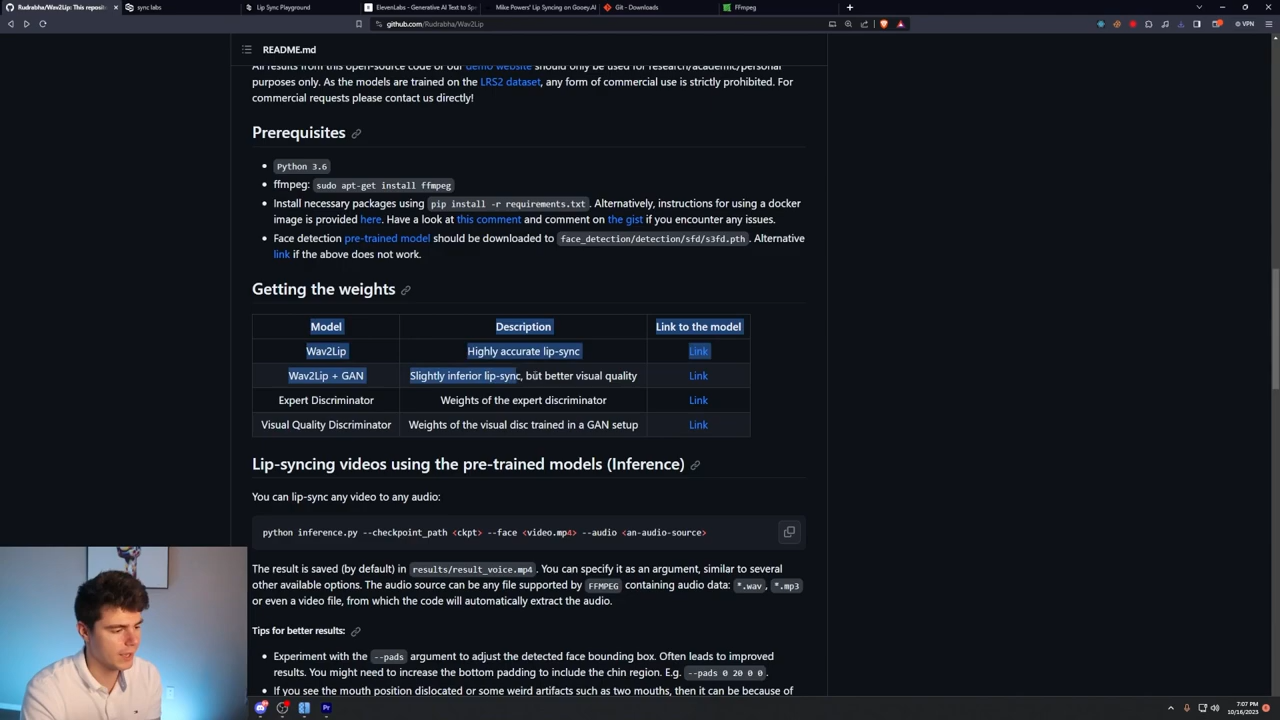 Rudrabha/Wav2Lip: This reposit
sync labs
Lip Sync Playground
ElevenLabs - Generative AI Text to Spe
Mike Powers' Lip Syncing on Gooey.AI
Git - Downloads
FFmpeg
github.com/Rudrabha/Wav2Lip
VPN
README.md
All results from this open-source code or our demo website should only be used for research/academic/personal
purposes only. As the models are trained on the LRS2 dataset, any form of commercial use is strictly prohibited. For
commercial requests please contact us directly!
Prerequisites
Python 3.6
ffmpeg: sudo apt-get install ffmpeg
Install necessary packages using pip install -r requirements.txt. Alternatively, instructions for using a docker
image is provided here. Have a look at this comment and comment on the gist if you encounter any issues.
Face detection pre-trained model should be downloaded to face_detection/detection/sfd/s3fd.pth. Alternative
link if the above does not work.
Getting the weights
Model Description Link to the model
Wav2Lip Highly accurate lip-sync Link
Wav2Lip + GAN Slightly inferior lip-sync, but better visual quality Link
Expert Discriminator Weights of the expert discriminator Link
Visual Quality Discriminator Weights of the visual disc trained in a GAN setup Link
Lip-syncing videos using the pre-trained models (Inference)
You can lip-sync any video to any audio:
python inference.py --checkpoint_path <ckpt> --face <video.mp4> --audio <an-audio-source>
The result is saved (by default) in results/result_voice.mp4. You can specify it as an argument, similar to several
other available options. The audio source can be any file supported by FFMPEG containing audio data: *.wav, *.mp3
or even a video file, from which the code will automatically extract the audio.
Tips for better results:
Experiment with the --pads argument to adjust the detected face bounding box. Often leads to improved
results. You might need to increase the bottom padding to include the chin region. E.g. --pads 0 20 0 0.
If you see the mouth position dislocated or some weird artifacts such as two mouths, then it can be because of
7:07 PM
10/16/2023